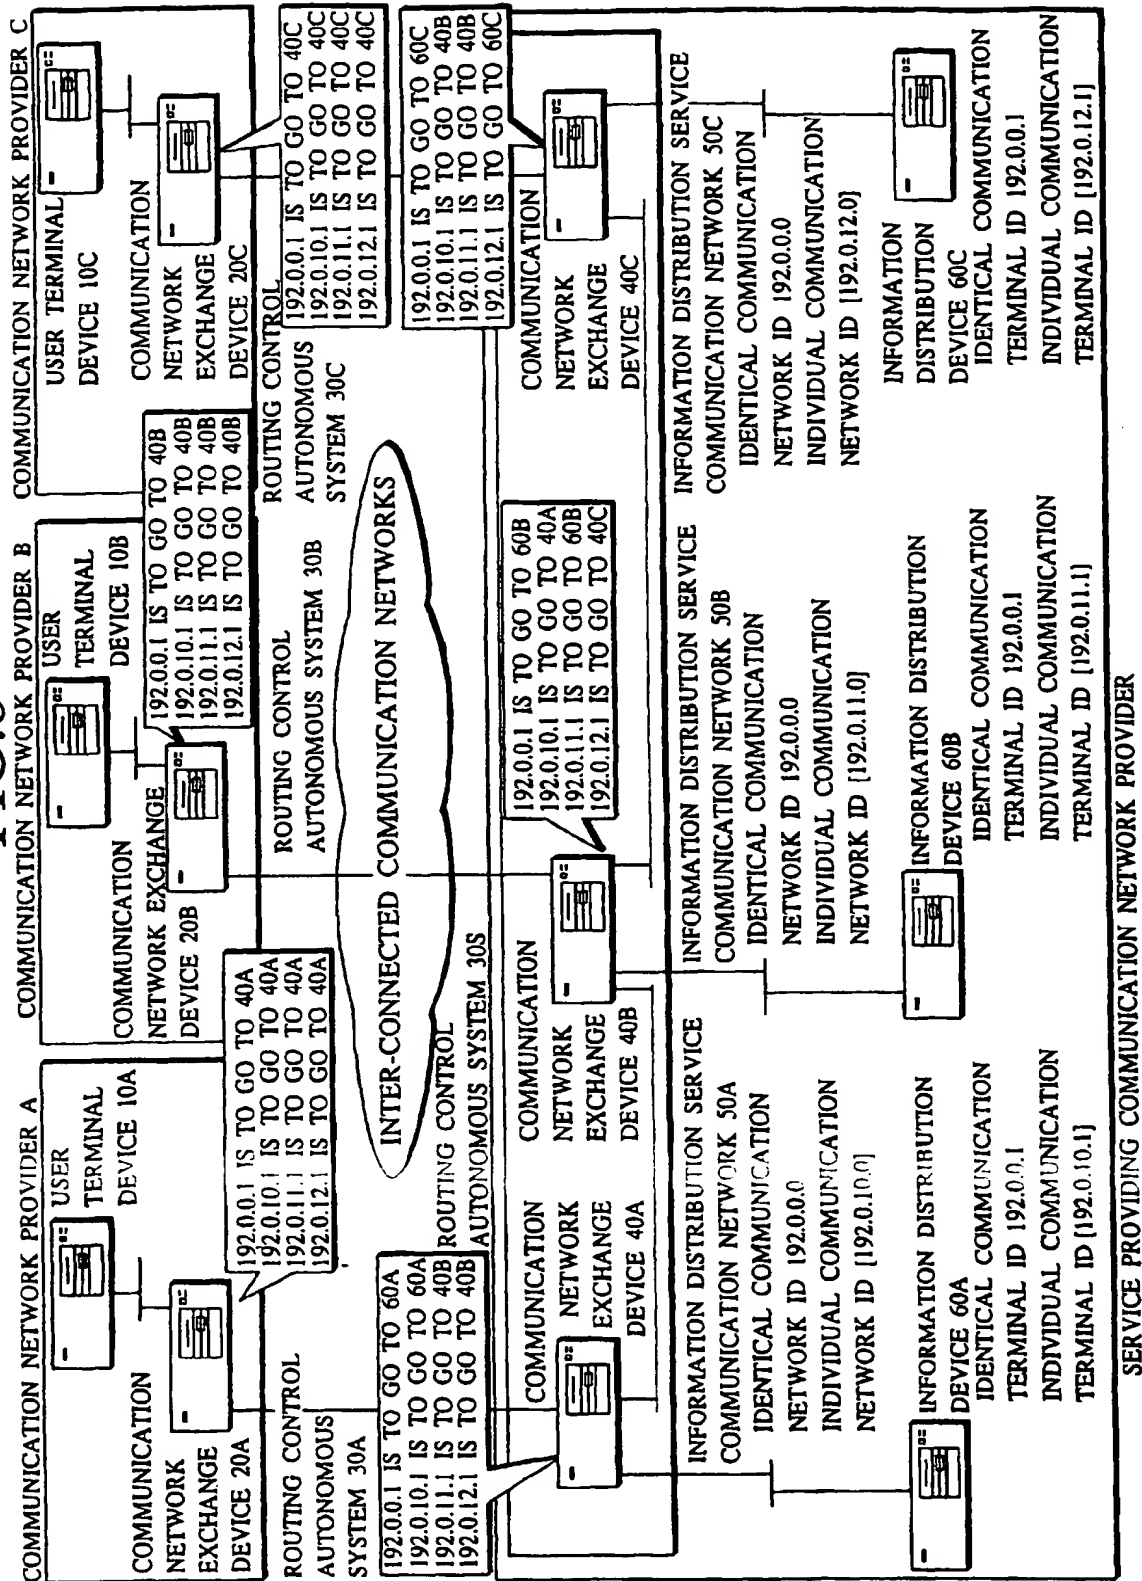 COMMUNICATION NETWORK PROVIDER A
USER
TERMINAL
DEVICE 10A
COMMUNICATION
NETWORK
EXCHANGE
DEVICE 20A
192.0.0.1 IS TO GO TO 40A
192.0.10.1 IS TO GO TO 40A
192.0.11.1 IS TO GO TO 40A
192.0.12.1 IS TO GO TO 40A
COMMUNICATION NETWORK PROVIDER B
USER
TERMINAL
DEVICE 10B
COMMUNICATION
NETWORK EXCHANGE
DEVICE 20B
192.0.0.1 IS TO GO TO 40B
192.0.10.1 IS TO GO TO 40B
192.0.11.1 IS TO GO TO 40B
192.0.12.1 IS TO GO TO 40B
COMMUNICATION NETWORK PROVIDER C
USER TERMINAL
DEVICE 10C
COMMUNICATION
NETWORK
EXCHANGE
DEVICE 20C
192.0.0.1 IS TO GO TO 40C
192.0.10.1 IS TO GO TO 40C
192.0.11.1 IS TO GO TO 40C
192.0.12.1 IS TO GO TO 40C
ROUTING CONTROL
AUTONOMOUS
SYSTEM 30A
ROUTING CONTROL
AUTONOMOUS SYSTEM 30B
ROUTING CONTROL
AUTONOMOUS
SYSTEM 30C
INTER-CONNECTED COMMUNICATION NETWORKS
ROUTING CONTROL
AUTONOMOUS SYSTEM 30S
192.0.0.1 IS TO GO TO 60A
192.0.10.1 IS TO GO TO 60A
192.0.11.1 IS TO GO TO 40B
192.0.12.1 IS TO GO TO 40B
COMMUNICATION
NETWORK
EXCHANGE
DEVICE 40A
192.0.0.1 IS TO GO TO 60B
192.0.10.1 IS TO GO TO 40A
192.0.11.1 IS TO GO TO 60B
192.0.12.1 IS TO GO TO 40C
COMMUNICATION
NETWORK
EXCHANGE
DEVICE 40B
192.0.0.1 IS TO GO TO 60C
192.0.10.1 IS TO GO TO 40B
192.0.11.1 IS TO GO TO 40B
192.0.12.1 IS TO GO TO 60C
COMMUNICATION
NETWORK
EXCHANGE
DEVICE 40C
INFORMATION DISTRIBUTION SERVICE
COMMUNICATION NETWORK 50A
IDENTICAL COMMUNICATION
NETWORK ID 192.0.0.0
INDIVIDUAL COMMUNICATION
NETWORK ID [192.0.10.0]
INFORMATION DISTRIBUTION SERVICE
COMMUNICATION NETWORK 50B
IDENTICAL COMMUNICATION
NETWORK ID 192.0.0.0
INDIVIDUAL COMMUNICATION
NETWORK ID [192.0.11.0]
INFORMATION DISTRIBUTION SERVICE
COMMUNICATION NETWORK 50C
IDENTICAL COMMUNICATION
NETWORK ID 192.0.0.0
INDIVIDUAL COMMUNICATION
NETWORK ID [192.0.12.0]
INFORMATION DISTRIBUTION
DEVICE 60A
IDENTICAL COMMUNICATION
TERMINAL ID 192.0.0.1
INDIVIDUAL COMMUNICATION
TERMINAL ID [192.0.10.1]
INFORMATION DISTRIBUTION
DEVICE 60B
IDENTICAL COMMUNICATION
TERMINAL ID 192.0.0.1
INDIVIDUAL COMMUNICATION
TERMINAL ID [192.0.11.1]
INFORMATION
DISTRIBUTION
DEVICE 60C
IDENTICAL COMMUNICATION
TERMINAL ID 192.0.0.1
INDIVIDUAL COMMUNICATION
TERMINAL ID [192.0.12.1]
SERVICE PROVIDING COMMUNICATION NETWORK PROVIDER